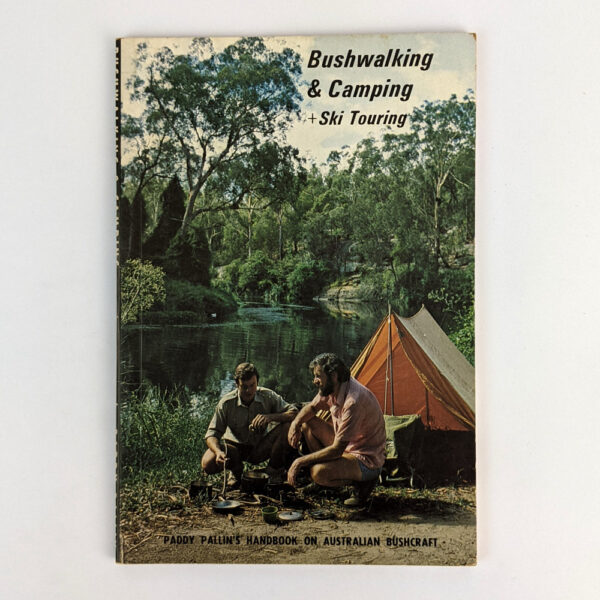 Bushwalking
& Camping
+Ski Touring
PADDY PALLIN'S HANDBOOK ON AUSTRALIAN BUSHCRAFT